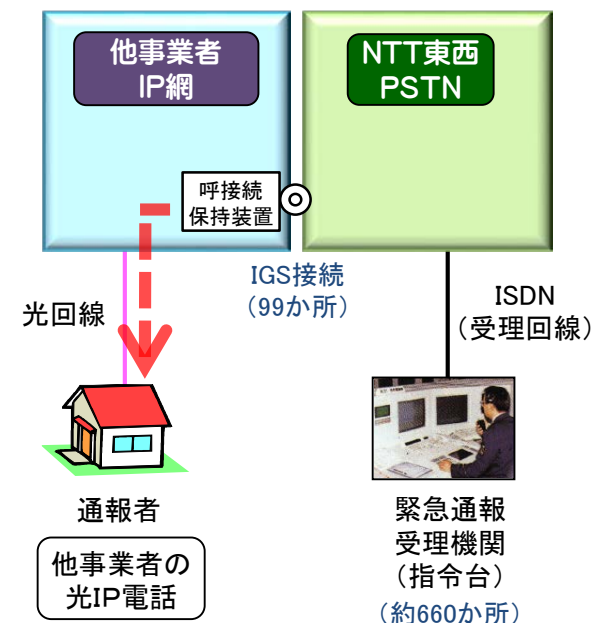 他事業者
IP網
NTT東西
PSTN
呼接続
保持装置
IGS接続
（99か所）
光回線
ISDN
（受理回線）
通報者
他事業者の
光IP電話
緊急通報
受理機関
（指令台）
（約660か所）